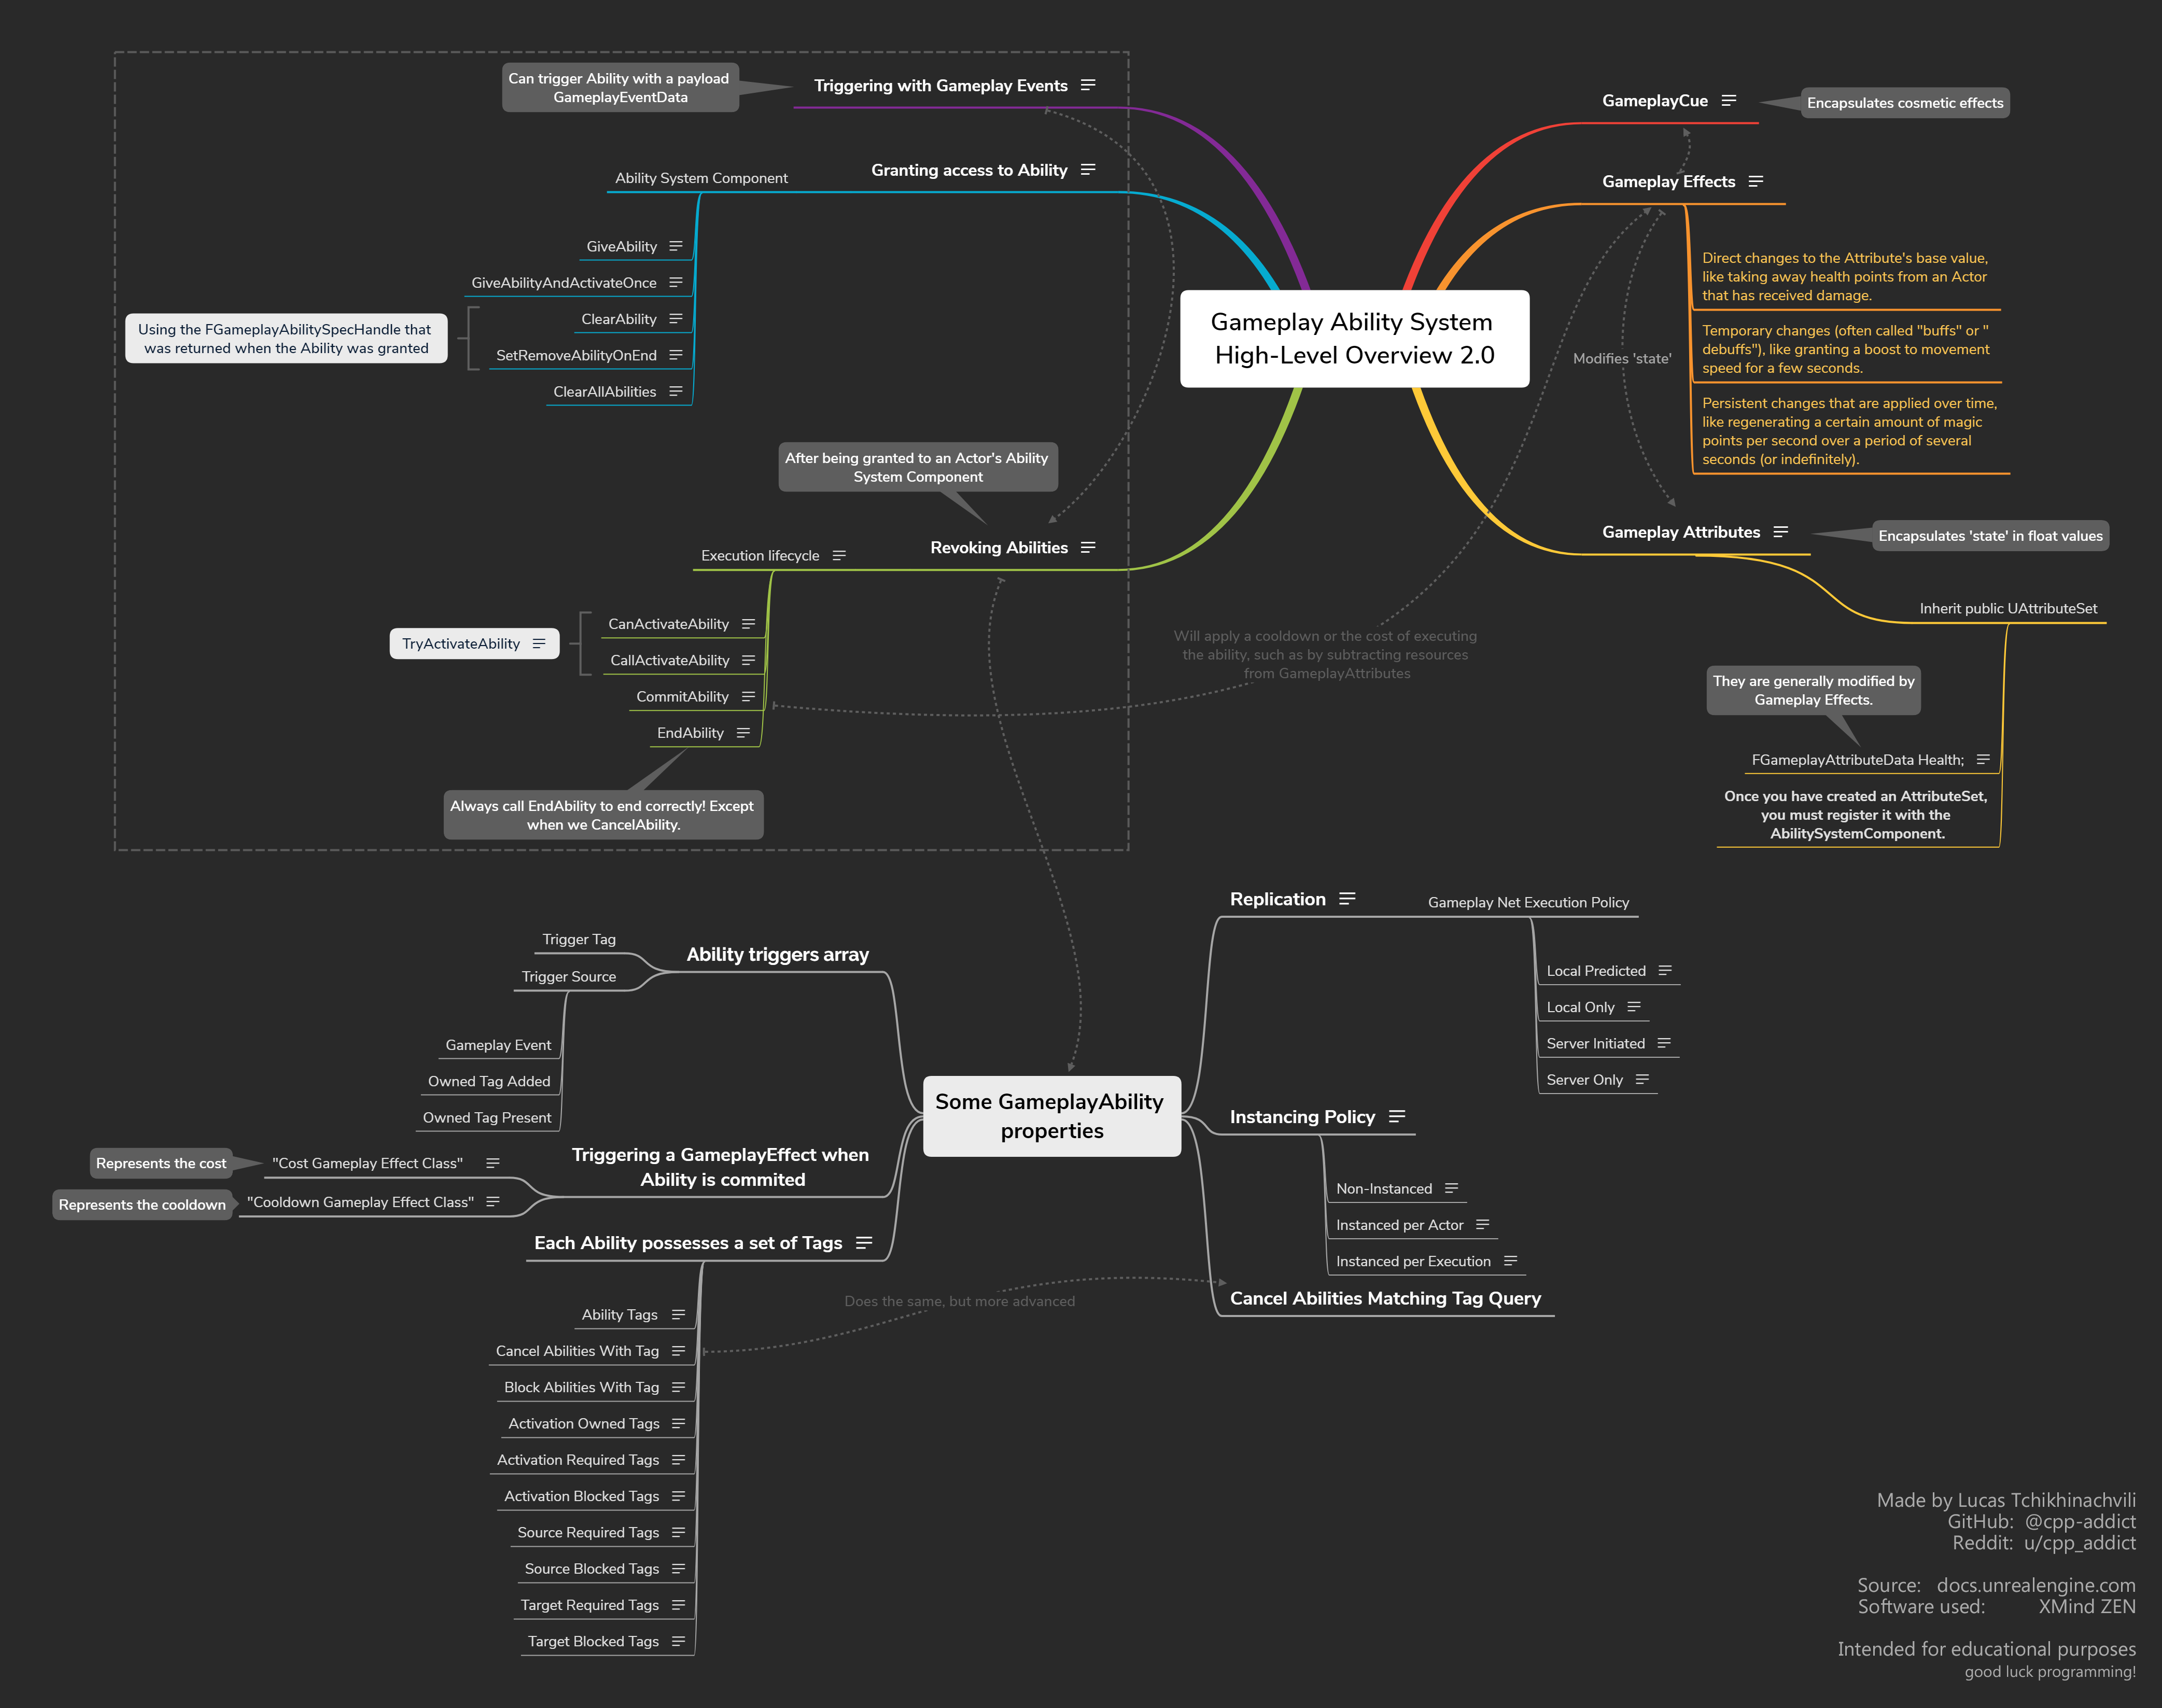 Gameplay Ability System
High-Level Overview 2.0
Can trigger Ability with a payload
GameplayEventData
Triggering with Gameplay Events
Granting access to Ability
Ability System Component
GiveAbility
GiveAbilityAndActivateOnce
ClearAbility
SetRemoveAbilityOnEnd
ClearAllAbilities
Using the FGameplayAbilitySpecHandle that
was returned when the Ability was granted
After being granted to an Actor's Ability
System Component
Revoking Abilities
Execution lifecycle
CanActivateAbility
CallActivateAbility
CommitAbility
EndAbility
TryActivateAbility
Always call EndAbility to end correctly! Except
when we CancelAbility.
GameplayCue
Encapsulates cosmetic effects
Gameplay Effects
Direct changes to the Attribute's base value,
like taking away health points from an Actor
that has received damage.
Temporary changes (often called "buffs" or "
debuffs"), like granting a boost to movement
speed for a few seconds.
Persistent changes that are applied over time,
like regenerating a certain amount of magic
points per second over a period of several
seconds (or indefinitely).
Modifies 'state'
Gameplay Attributes
Encapsulates 'state' in float values
Inherit public UAttributeSet
They are generally modified by
Gameplay Effects.
FGameplayAttributeData Health;
Once you have created an AttributeSet,
you must register it with the
AbilitySystemComponent.
Will apply a cooldown or the cost of executing
the ability, such as by subtracting resources
from GameplayAttributes
Some GameplayAbility
properties
Ability triggers array
Trigger Tag
Trigger Source
Gameplay Event
Owned Tag Added
Owned Tag Present
Triggering a GameplayEffect when
Ability is commited
Represents the cost
"Cost Gameplay Effect Class"
Represents the cooldown
"Cooldown Gameplay Effect Class"
Each Ability possesses a set of Tags
Ability Tags
Cancel Abilities With Tag
Block Abilities With Tag
Activation Owned Tags
Activation Required Tags
Activation Blocked Tags
Source Required Tags
Source Blocked Tags
Target Required Tags
Target Blocked Tags
Does the same, but more advanced
Replication
Gameplay Net Execution Policy
Local Predicted
Local Only
Server Initiated
Server Only
Instancing Policy
Non-Instanced
Instanced per Actor
Instanced per Execution
Cancel Abilities Matching Tag Query
Made by Lucas Tchikhinachvili
GitHub: @cpp-addict
Reddit: u/cpp_addict
Source: docs.unrealengine.com
Software used: XMind ZEN
Intended for educational purposes
good luck programming!